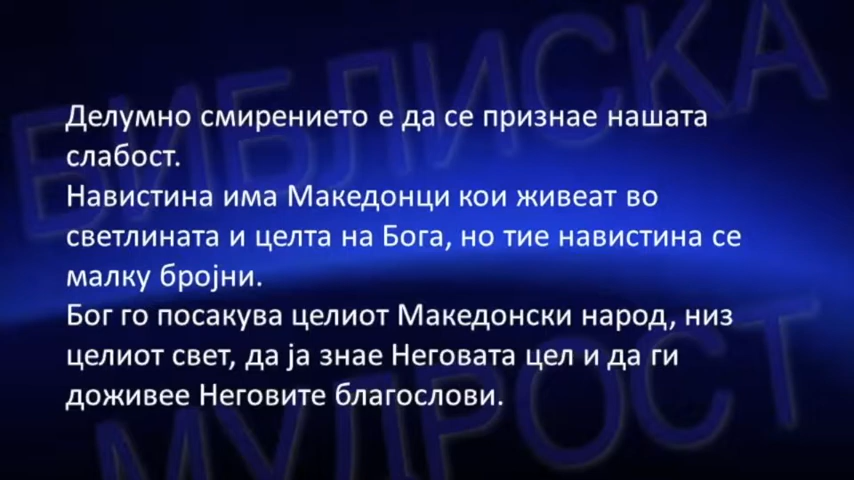 БИБЛИСКА
Делумно смирението е да се признае нашата
слабост.
Навистина има Македонци кои живеат во
светлината и целта на Бога, но тие навистина се
малку бројни.
Бог го посакува целиот Македонски народ, низ
целиот свет, да ја знае Неговата цел и да ги
доживее Неговите благослови.
МУДРОСТ